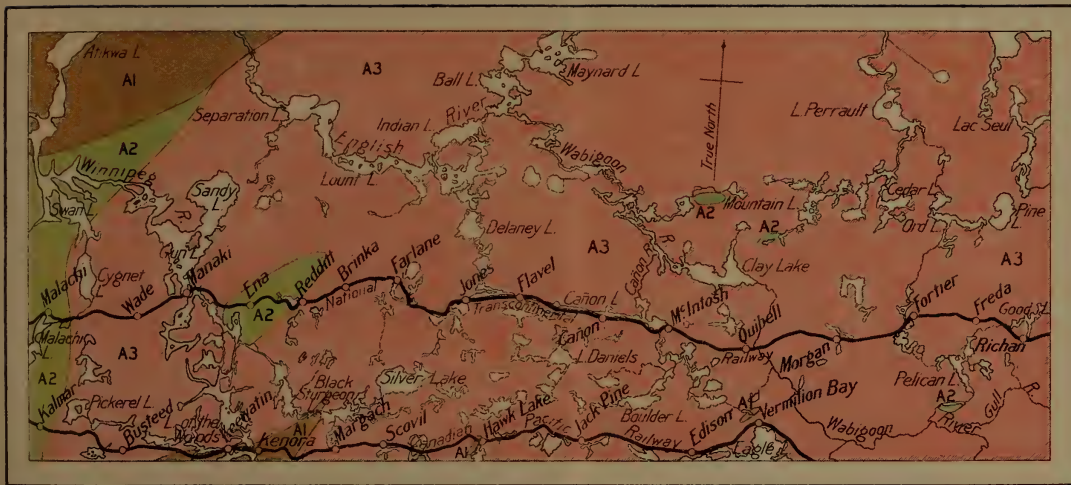 Atikwa L.
A1
A3
Ball L.
Maynard L
Separation L.
Indian L.
River
English
True North
L. Perrault
Lac Seul
A2
Winnipeg
R
Sandy L
Lount L.
Wabigoon
R
Swan L.
Gun L
A2
Mountain L.
A2
Cedar L.
Ord L.
Pine L.
Delaney L.
A3
A3
Clay Lake
Malachi
Cygnet L
Wade
Ena
Redditt
Brinka
Farlane
National
A2
Jones
Flavel
Transcontinental
Cañon L
Cañon L
Cañon
McIntosh
Quibell
Railway
Morgan
Fortier
Freda
Good L
Richan
Malachi L
A3
A2
Kalmar
Pickerel L
Black
Sturgeon
Silver Lake
L. Daniels
Boulder L.
A1
Pelican L
A2
River
Gull
R
Busteed
L. of the
Woods
Keewatin
Kenora
A1
Margach
Scovil
Canadian
A1
Hawk Lake
Pacific
Jack Pine
Railway
Edison
Vermilion Bay
Eagle L
Wabigoon